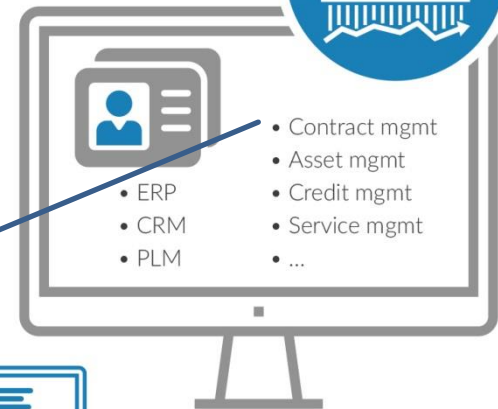 • ERP
• CRM
• PLM
• Contract mgmt
• Asset mgmt
• Credit mgmt
• Service mgmt
• ...